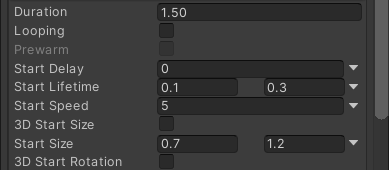 Duration 1.50
Looping
Prewarm
Start Delay 0
Start Lifetime 0.1 0.3
Start Speed 5
3D Start Size
Start Size 0.7 1.2
3D Start Rotation